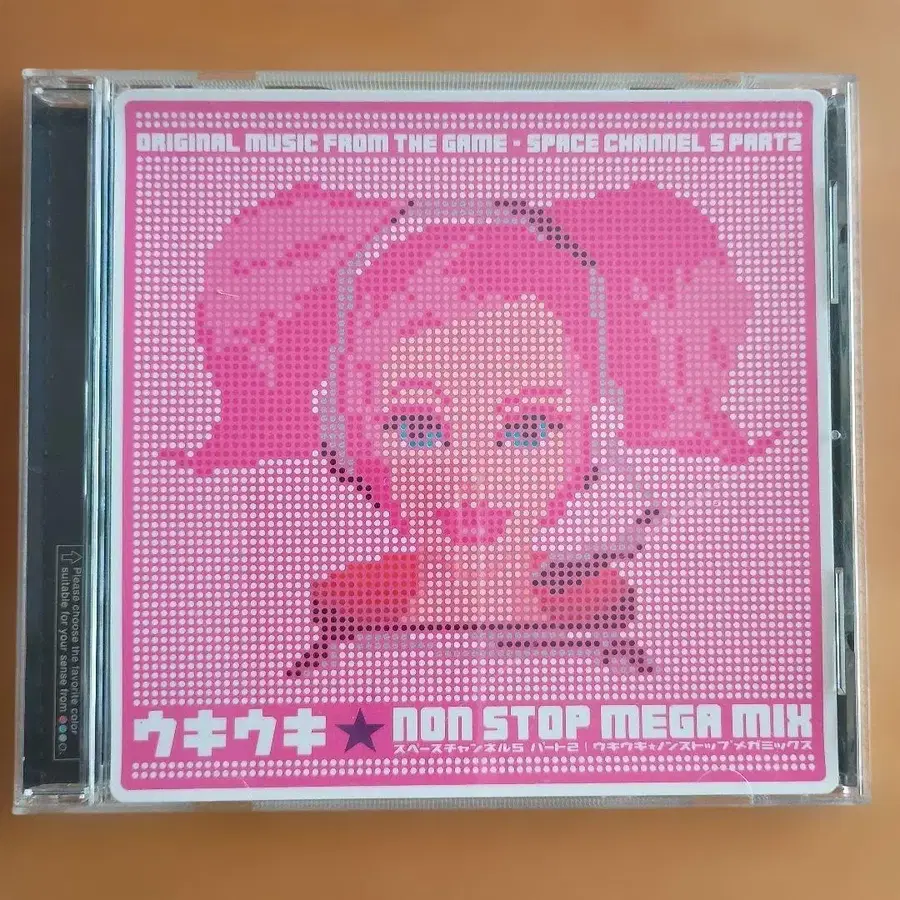 ORIGINAL MUSIC FROM THE GAME - SPACE CHANNEL 5 PART2
ウキウキ★NON STOP MEGA MIX
スペースチャンネル5 パート2 | ウキウキ★ノンストップメガミックス
Please choose the favorite color
suitable for your sense from